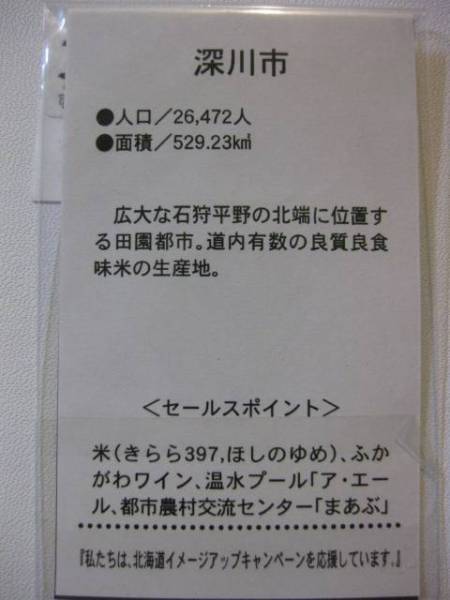 深川市
●人口／26,472人
●面積／529.23k㎡
広大な石狩平野の北端に位置す
る田園都市。道内有数の良質良食
味米の生産地。
＜セールスポイント＞
米(きらら397,ほしのゆめ)、ふか
がわワイン、温水プール｢ア・エー
ル、都市農村交流センター｢まあぶ｣
『私たちは、北海道イメージアップキャンペーンを応援しています。』